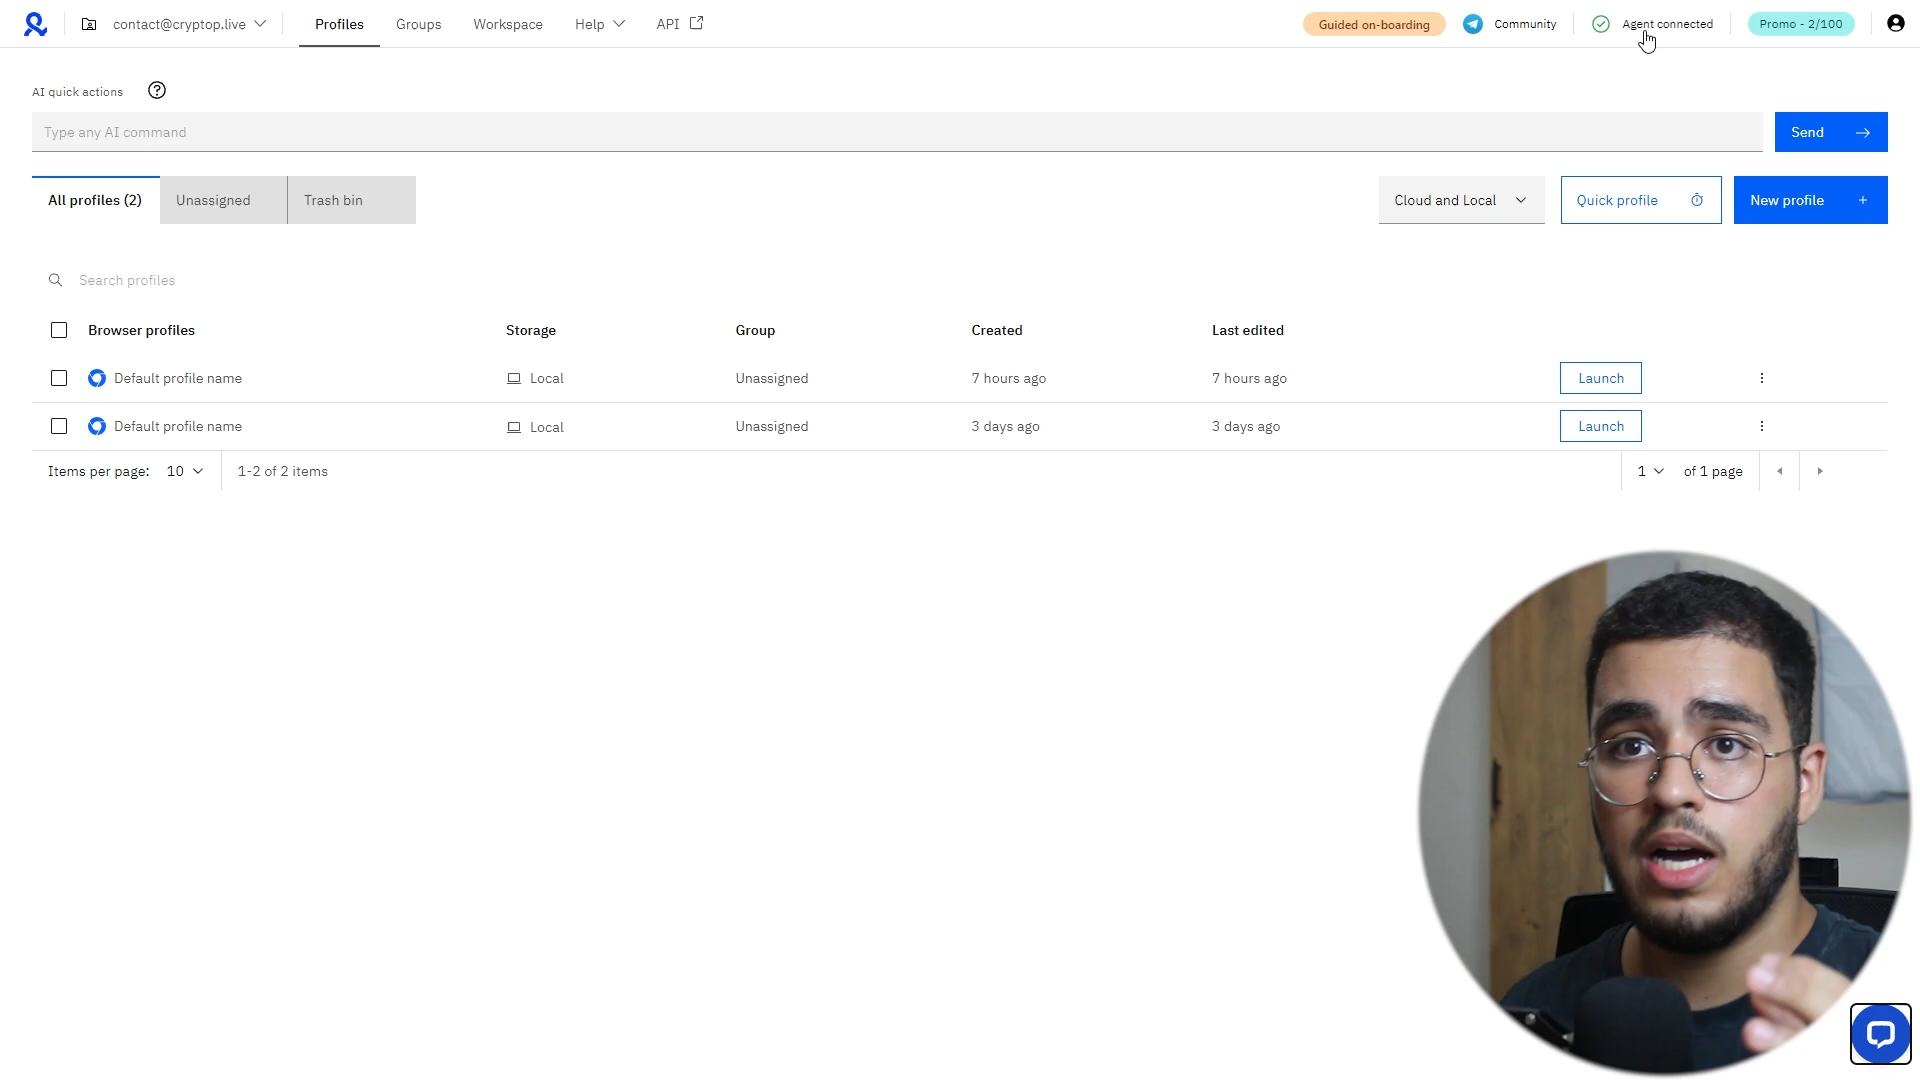 contact@cryptop.live
Profiles
Groups
Workspace
Help
API
Guided on-boarding
Community
Agent connected
Promo - 2/100
AI quick actions
Type any AI command
Send
All profiles (2)
Unassigned
Trash bin
Cloud and Local
Quick profile
New profile
Search profiles
Browser profiles Storage Group Created Last edited
Default profile name Local Unassigned 7 hours ago 7 hours ago Launch
Default profile name Local Unassigned 3 days ago 3 days ago Launch
Items per page: 10 1-2 of 2 items 1 of 1 page